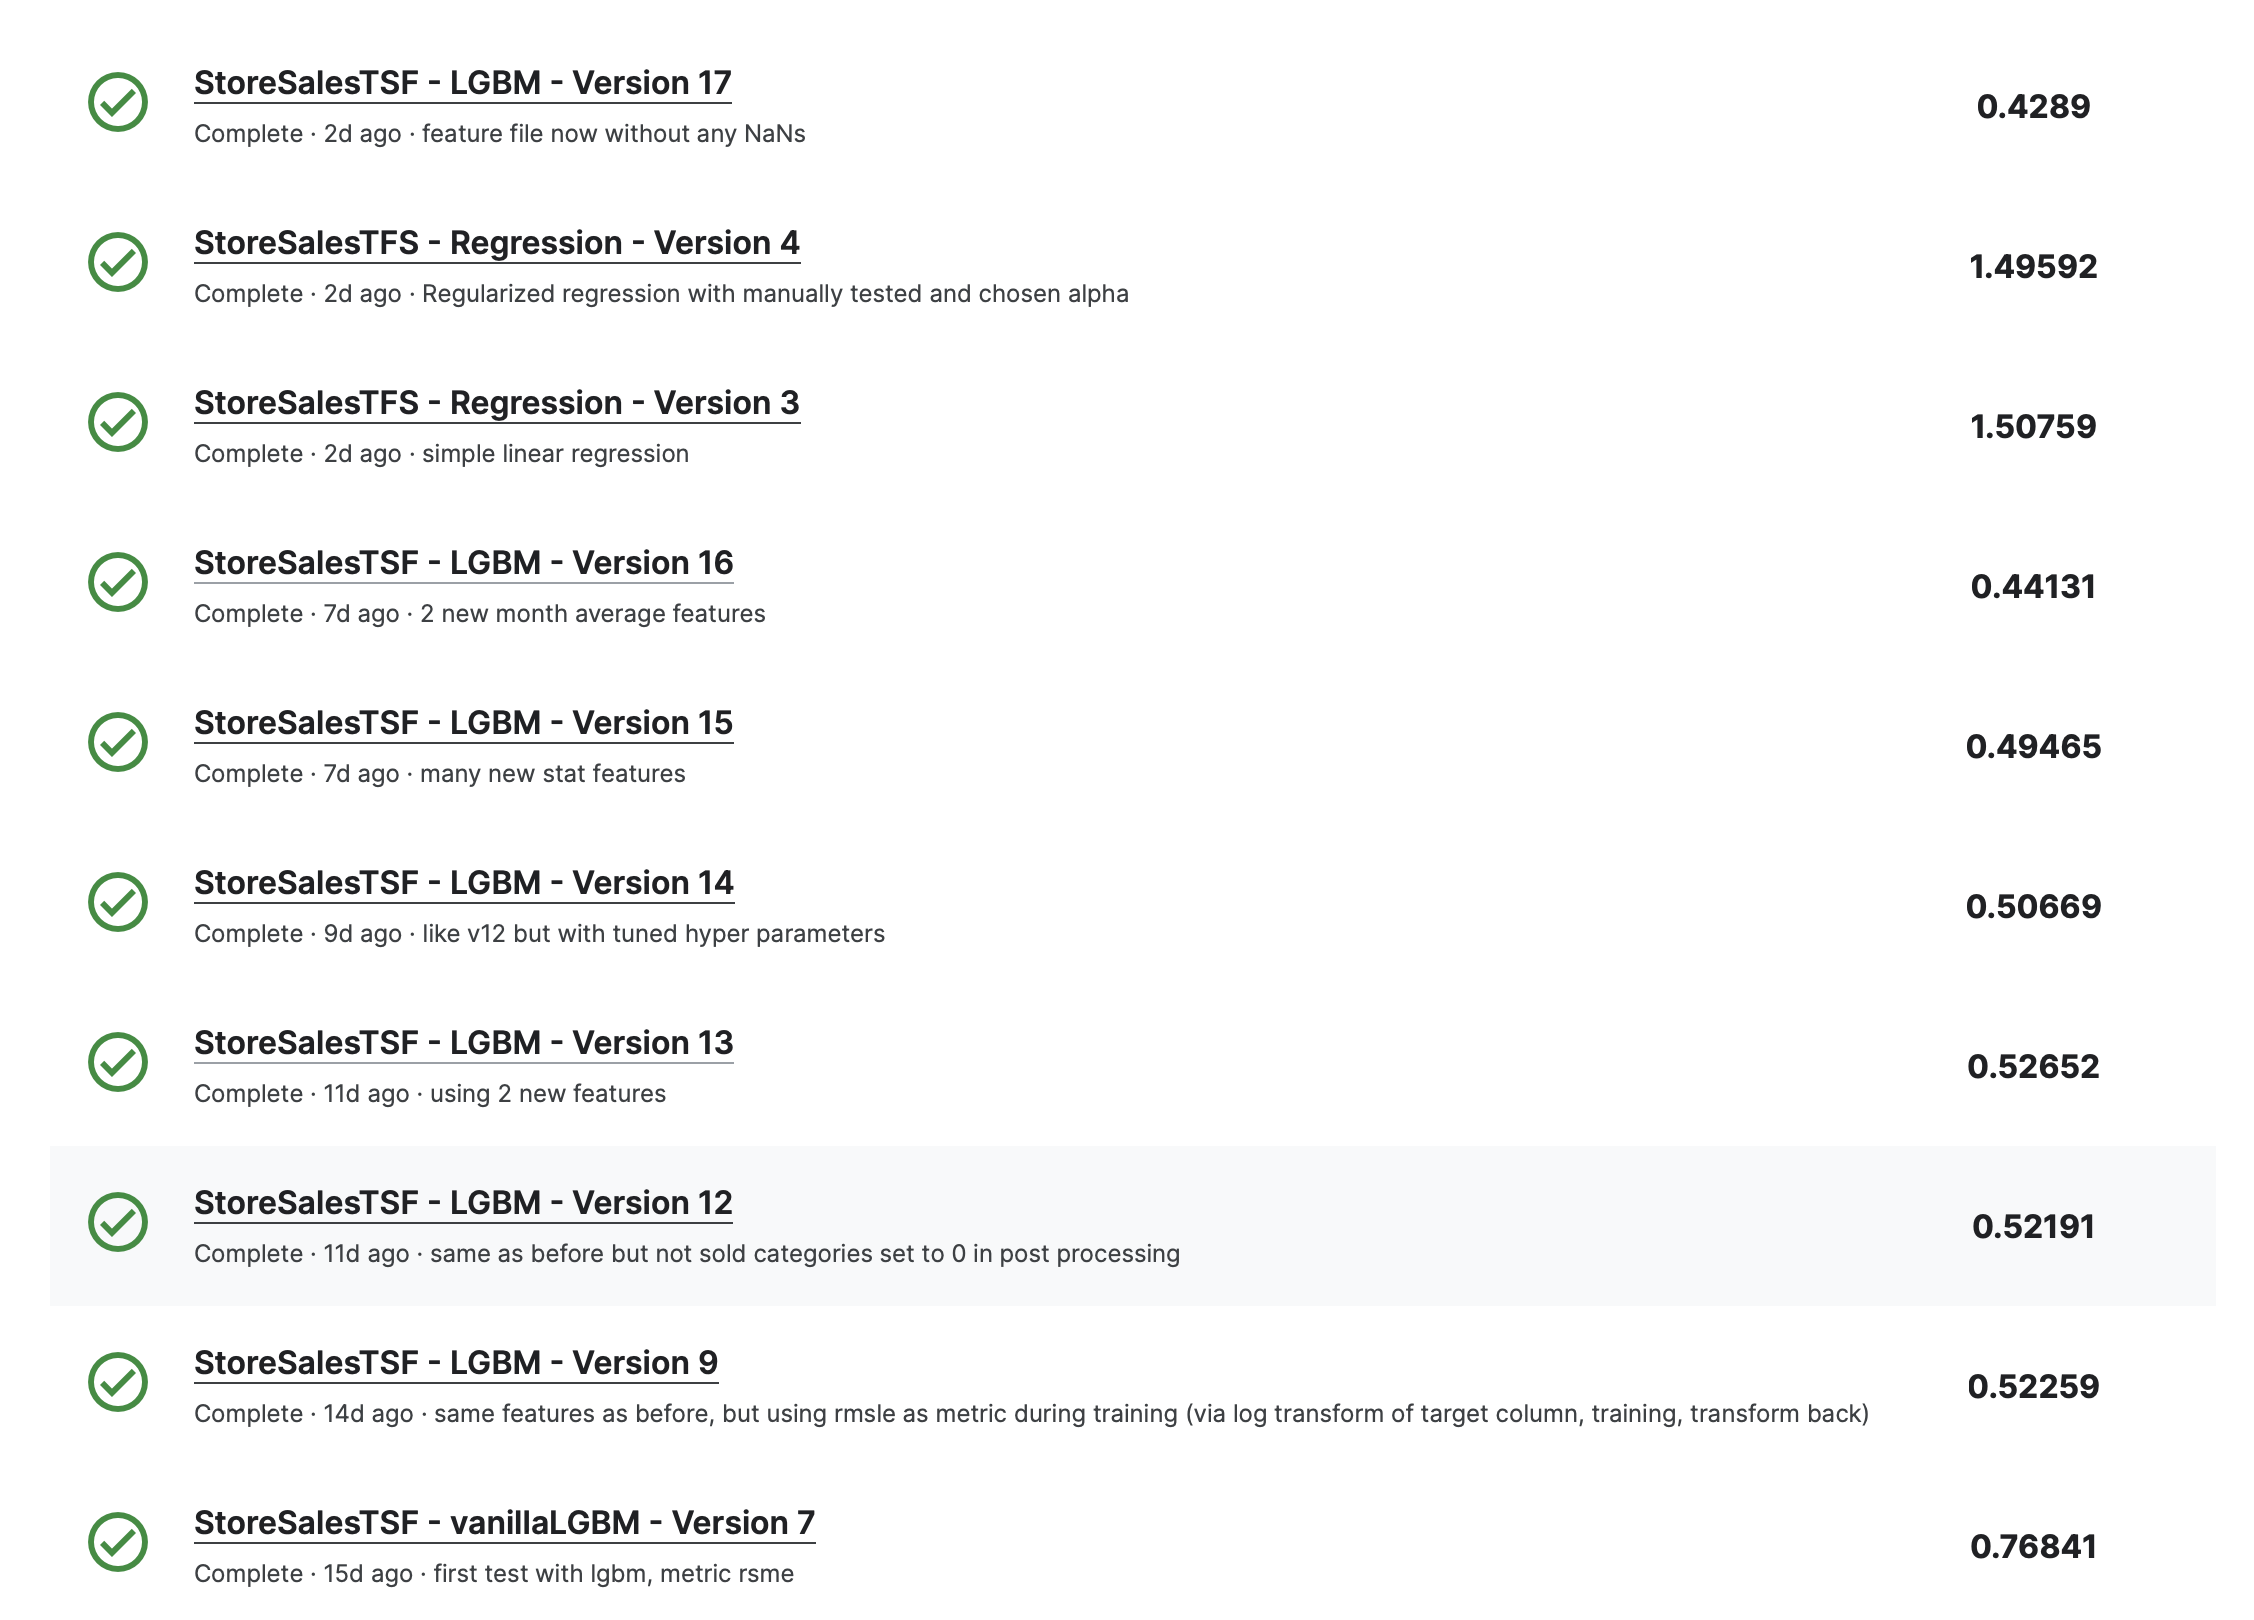 StoreSalesTSF - LGBM - Version 17
0.4289
Complete · 2d ago · feature file now without any NaNs
StoreSalesTFS - Regression - Version 4
1.49592
Complete · 2d ago · Regularized regression with manually tested and chosen alpha
StoreSalesTFS - Regression - Version 3
1.50759
Complete · 2d ago · simple linear regression
StoreSalesTSF - LGBM - Version 16
0.44131
Complete · 7d ago · 2 new month average features
StoreSalesTSF - LGBM - Version 15
0.49465
Complete · 7d ago · many new stat features
StoreSalesTSF - LGBM - Version 14
0.50669
Complete · 9d ago · like v12 but with tuned hyper parameters
StoreSalesTSF - LGBM - Version 13
0.52652
Complete · 11d ago · using 2 new features
StoreSalesTSF - LGBM - Version 12
0.52191
Complete · 11d ago · same as before but not sold categories set to 0 in post processing
StoreSalesTSF - LGBM - Version 9
0.52259
Complete · 14d ago · same features as before, but using rmsle as metric during training (via log transform of target column, training, transform back)
StoreSalesTSF - vanillaLGBM - Version 7
0.76841
Complete · 15d ago · first test with lgbm, metric rsme